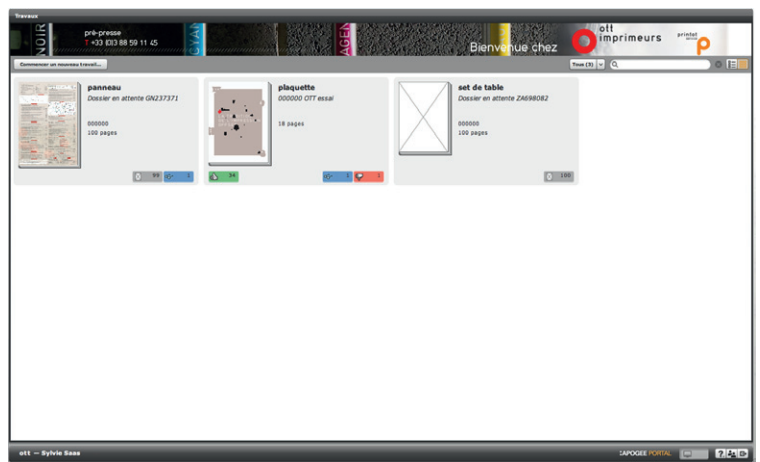 Travaux
NOIR
pré-presse
T +33 (0)3 88 59 11 45
CYAN
AGEN
Bienvenue chez
ott
imprimeurs
Commencer un nouveau travail...
Tous (3)
panneau
Dossier en attente GN237371
000000
100 pages
99
1
plaquette
000000 OTT essai
18 pages
34
1
1
set de table
Dossier en attente ZA698082
000000
100 pages
100
ott — Sylvie Saas
:APOGEE PORTAL
?